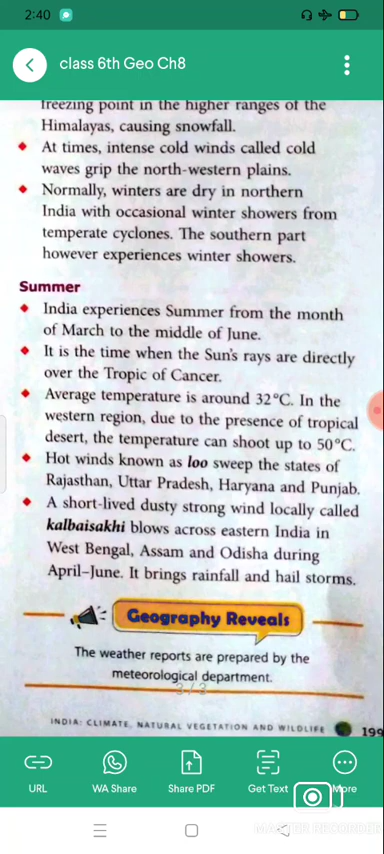 2:40
class 6th Geo Ch8
freezing point in the higher ranges of the
Himalayas, causing snowfall.
At times, intense cold winds called cold
waves grip the north-western plains.
Normally, winters are dry in northern
India with occasional winter showers from
temperate cyclones. The southern part
however experiences winter showers.
Summer
India experiences Summer from the month
of March to the middle of June.
It is the time when the Sun's rays are directly
over the Tropic of Cancer.
Average temperature is around 32°C. In the
western region, due to the presence of tropical
desert, the temperature can shoot up to 50°C.
Hot winds known as loo sweep the states of
Rajasthan, Uttar Pradesh, Haryana and Punjab.
A short-lived dusty strong wind locally called
kalbaisakhi blows across eastern India in
West Bengal, Assam and Odisha during
April–June. It brings rainfall and hail storms.
Geography Reveals
The weather reports are prepared by the
meteorological department.
3 / 3
INDIA: CLIMATE, NATURAL VEGETATION AND WILDLIFE 199
URL WA Share Share PDF Get Text More
MASTER RECORDER